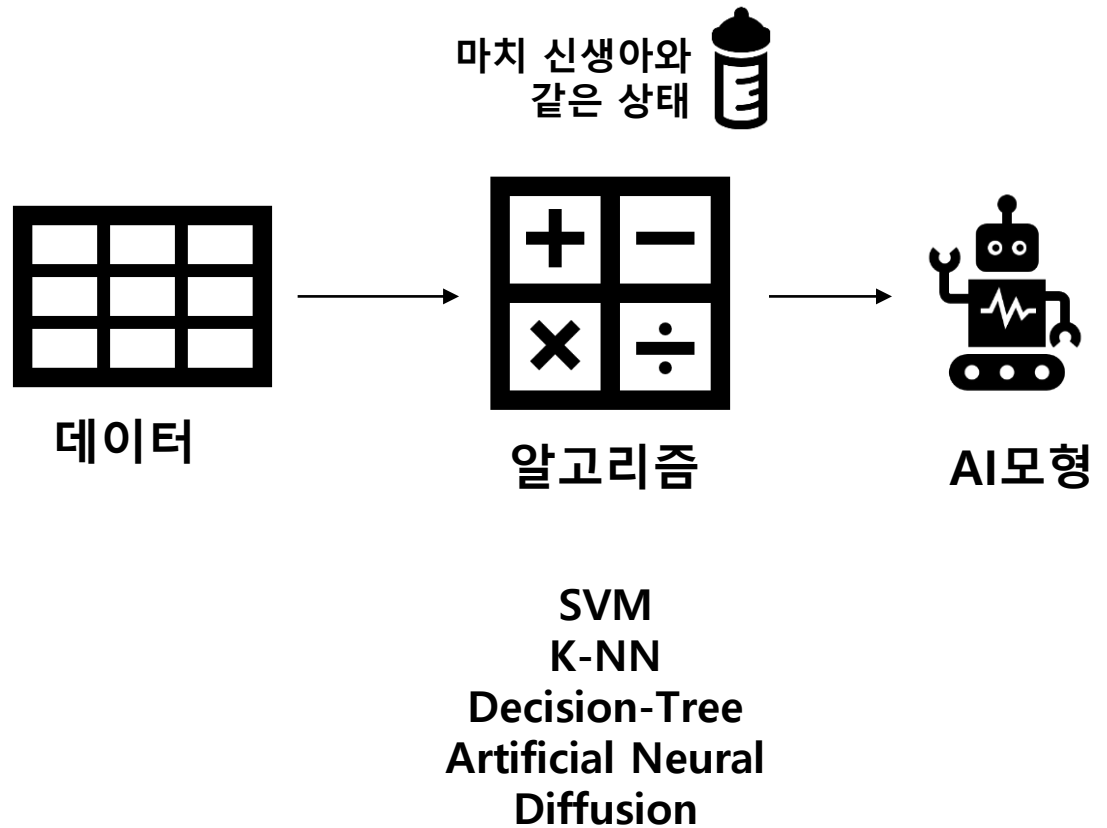 마치 신생아와
같은 상태
데이터
알고리즘
AI모형
SVM
K-NN
Decision-Tree
Artificial Neural
Diffusion